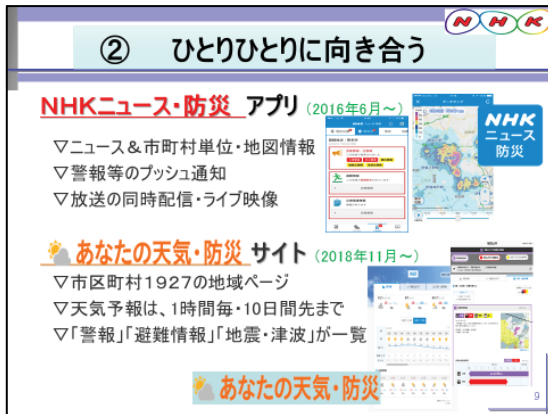 NHK
② ひとりひとりに向き合う
NHKニュース・防災 アプリ (2016年6月～)
▽ニュース&市町村単位・地図情報
▽警報等のプッシュ通知
▽放送の同時配信・ライブ映像
NHK
ニュース
防災
あなたの天気・防災 サイト (2018年11月～)
▽市区町村1927の地域ページ
▽天気予報は、1時間毎・10日間先まで
▽「警報」「避難情報」「地震・津波」が一覧
あなたの天気・防災
9